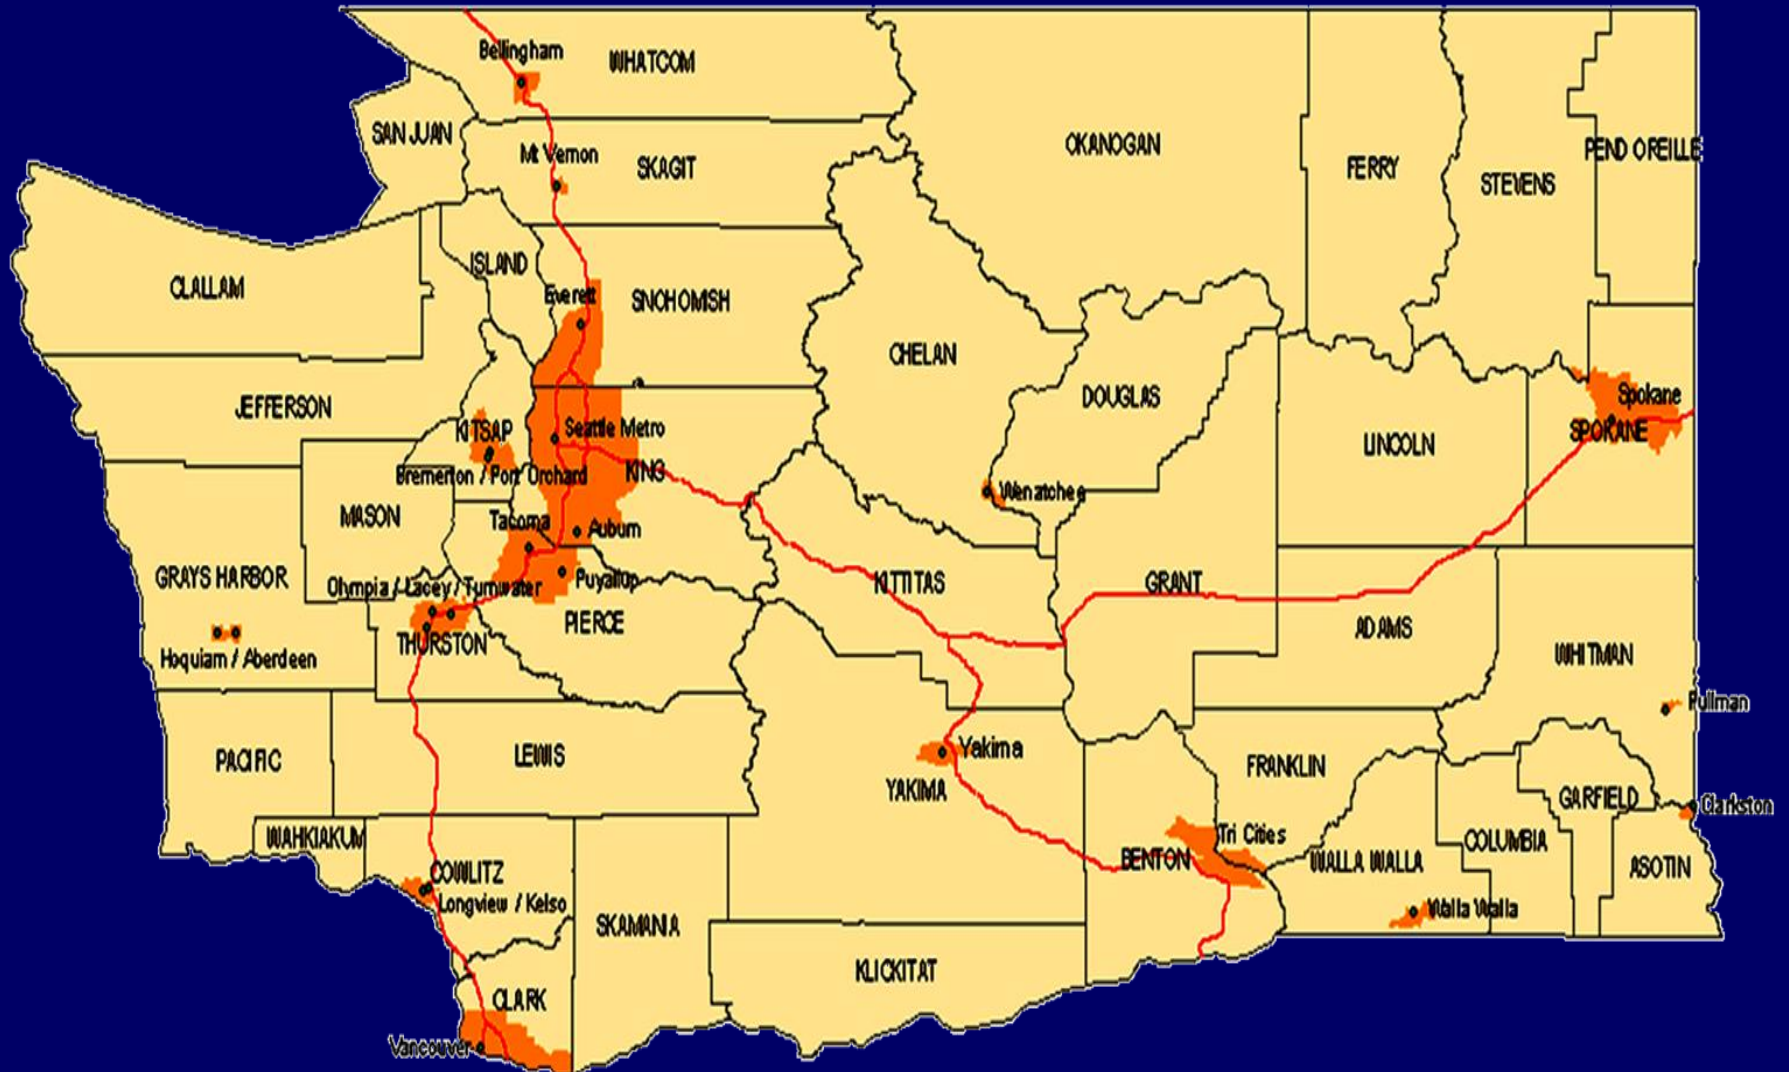 Bellingham
WHATCOM
SAN JUAN
OKANOGAN
PEND OREILLE
Mt Vernon
SKAGIT
FERRY
STEVENS
ISLAND
CLALLAM
Everett
SNOHOMISH
CHELAN
DOUGLAS
Spokane
JEFFERSON
KITSAP
Seattle Metro
SPOKANE
LINCOLN
KING
Bremerton / Port Orchard
Wenatchee
MASON
Tacoma
Auburn
GRAYS HARBOR
Olympia / Lacey / Tumwater
Puyallup
KITTITAS
GRANT
PIERCE
ADAMS
THURSTON
Hoquiam / Aberdeen
WHITMAN
Pullman
PACIFIC
LEWIS
Yakima
YAKIMA
FRANKLIN
GARFIELD
Clarkston
WAHKIAKUM
Tri Cities
COLUMBIA
BENTON
WALLA WALLA
ASOTIN
COWLITZ
Longview / Kelso
Walla Walla
SKAMANIA
KLICKITAT
CLARK
Vancouver